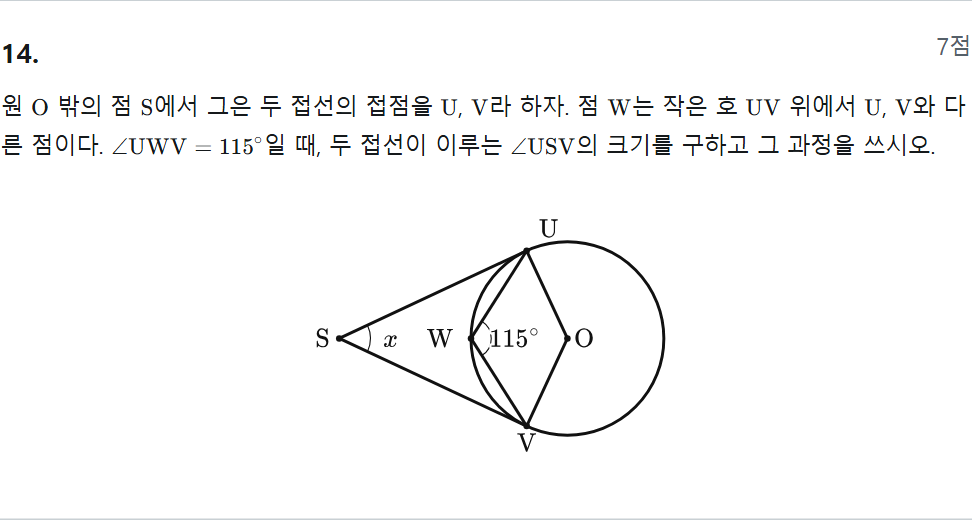 7점
14.
원 O 밖의 점 S에서 그은 두 접선의 접점을 U, V라 하자. 점 W는 작은 호 UV 위에서 U, V와 다
른 점이다. ∠UWV = 115°일 때, 두 접선이 이루는 ∠USV의 크기를 구하고 그 과정을 쓰시오.
U
S x W 115° O
V